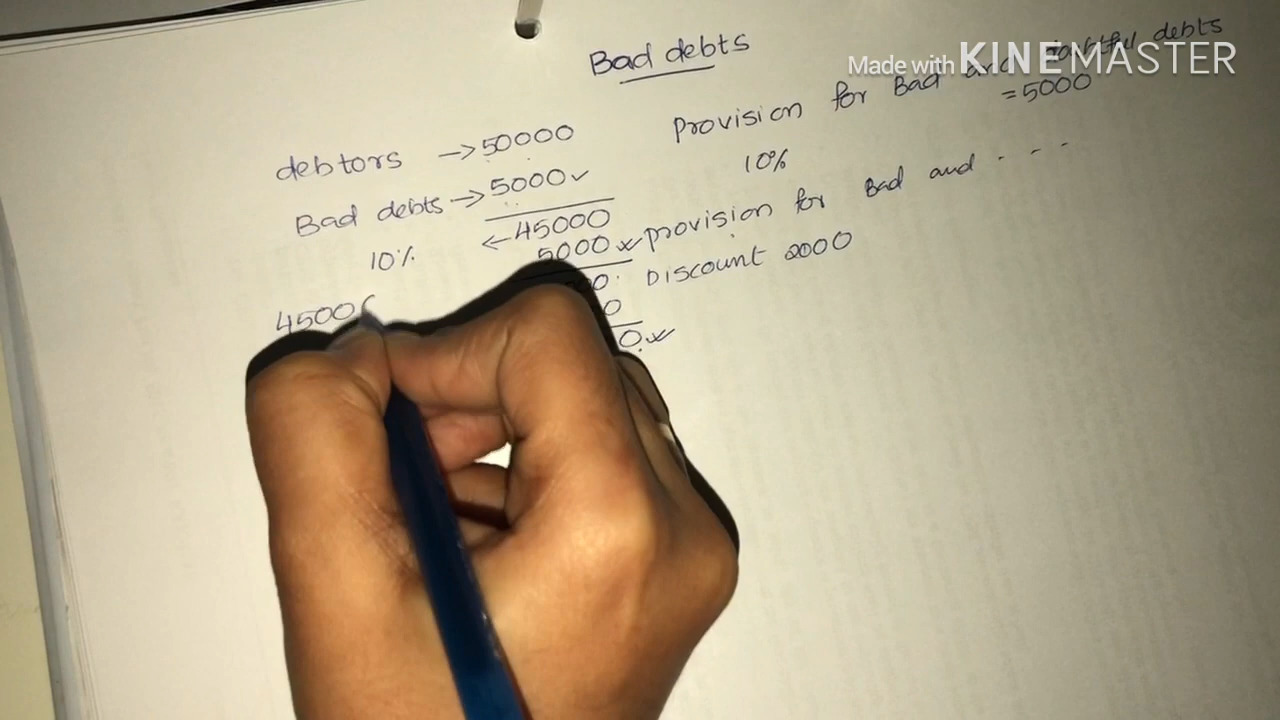 Bad debts
Made with KINEMASTER
debtors → 50000
Provision for Bad and doubtful debts
= 5000
Bad debts → 5000 ✓
10%
← 45000
10%
5000 ✓ provision for Bad and - - -
Discount 2000
4500